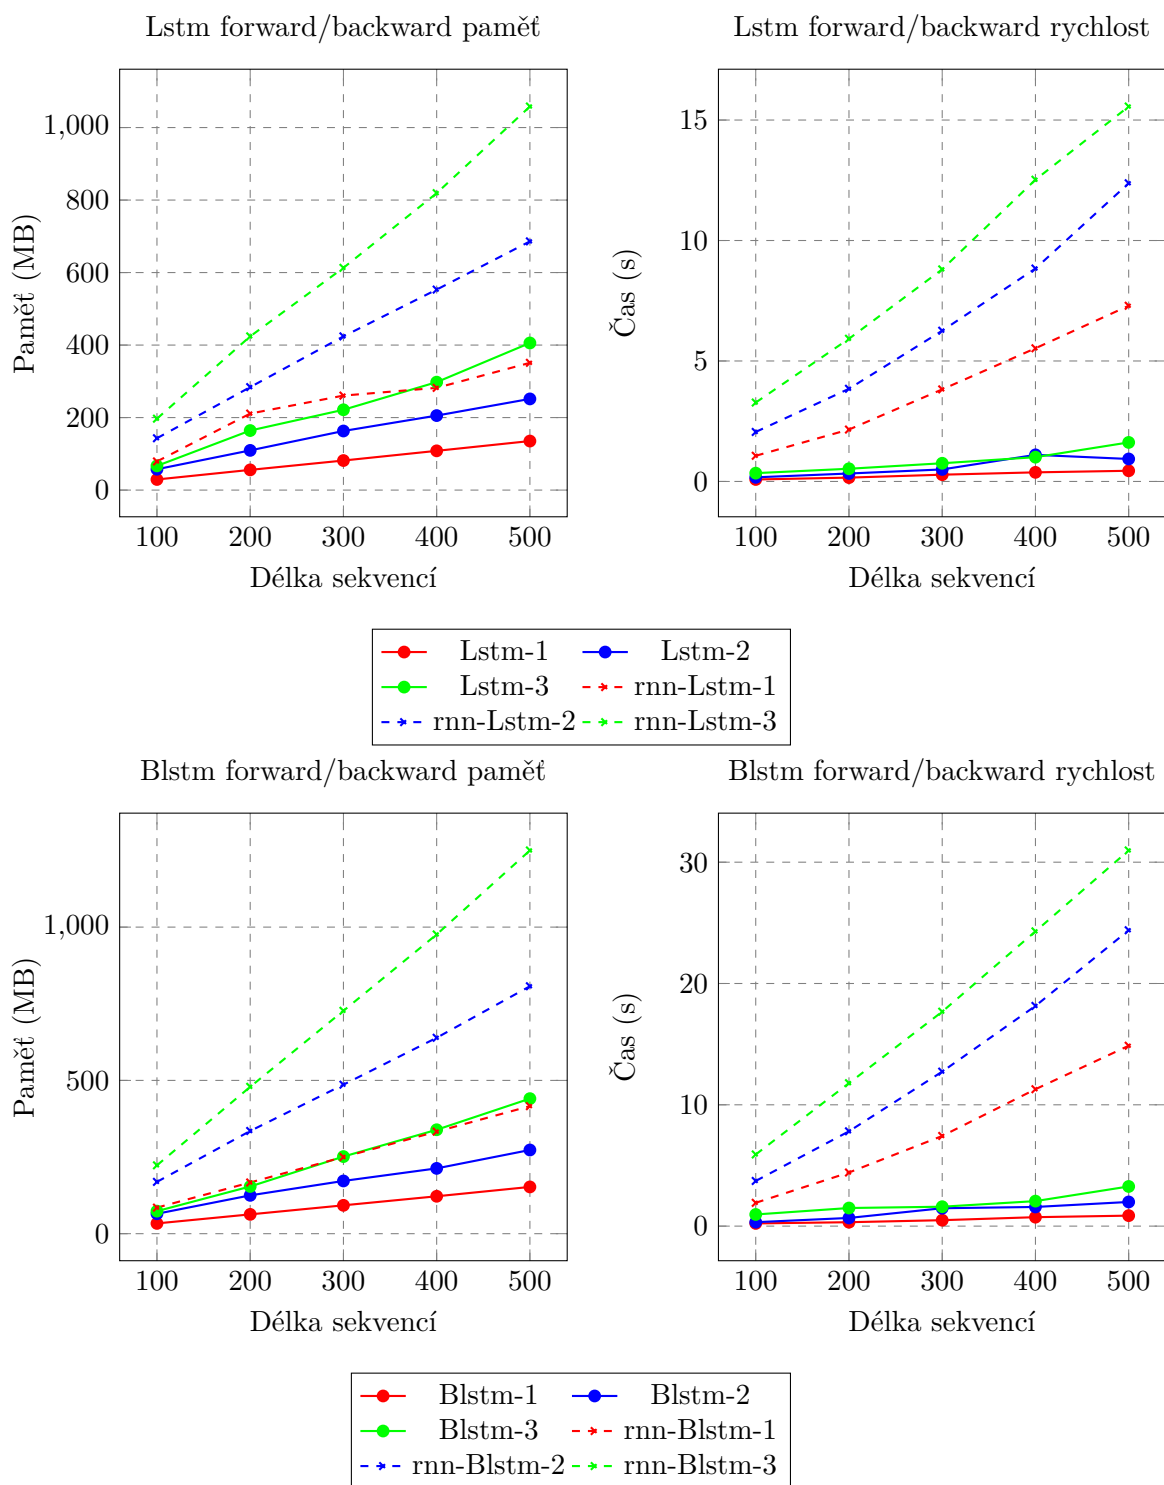 Lstm forward/backward paměť
Lstm forward/backward rychlost
1,000
800
600
400
200
0
Paměť (MB)
100 200 300 400 500
Délka sekvencí
15
10
5
0
Čas (s)
100 200 300 400 500
Délka sekvencí
Lstm-1 Lstm-2
Lstm-3 rnn-Lstm-1
rnn-Lstm-2 rnn-Lstm-3
Blstm forward/backward paměť
Blstm forward/backward rychlost
1,000
500
0
Paměť (MB)
100 200 300 400 500
Délka sekvencí
30
20
10
0
Čas (s)
100 200 300 400 500
Délka sekvencí
Blstm-1 Blstm-2
Blstm-3 rnn-Blstm-1
rnn-Blstm-2 rnn-Blstm-3